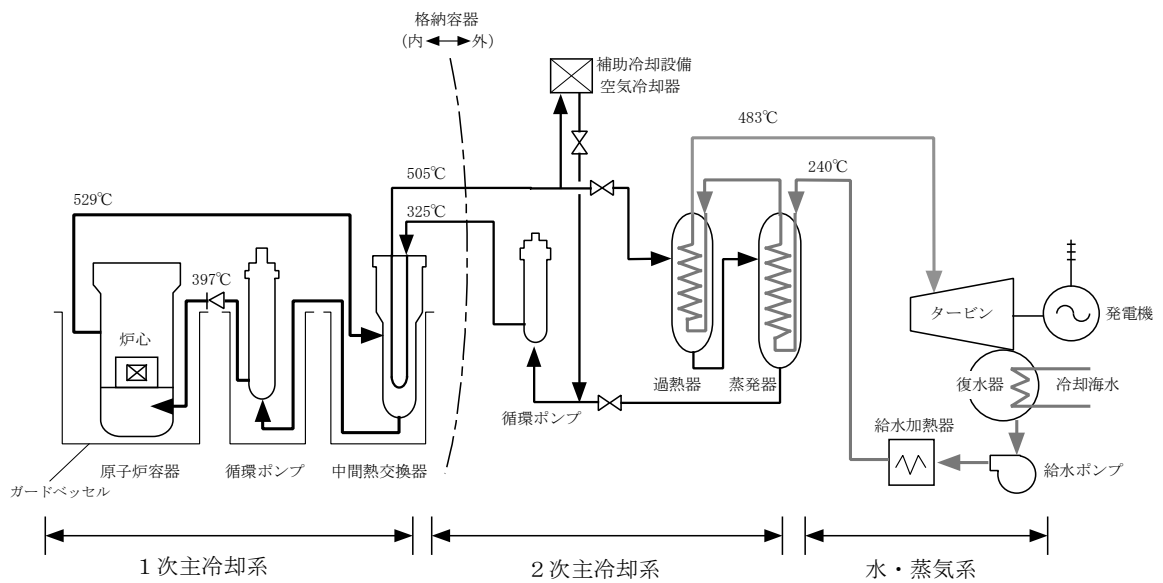 格納容器
(内 外)
補助冷却設備
空気冷却器
483℃
240℃
505℃
529℃
325℃
397℃
炉心
タービン
発電機
過熱器
蒸発器
復水器
冷却海水
循環ポンプ
給水加熱器
給水ポンプ
原子炉容器
循環ポンプ
中間熱交換器
ガードベッセル
1次主冷却系
2次主冷却系
水・蒸気系